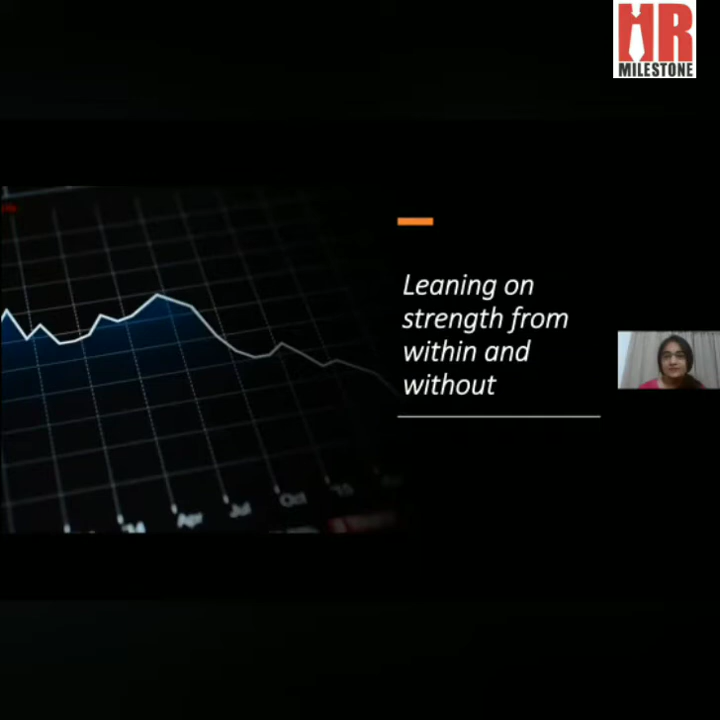 HR
MILESTONE
Leaning on
strength from
within and
without
Apr
Jul
Oct